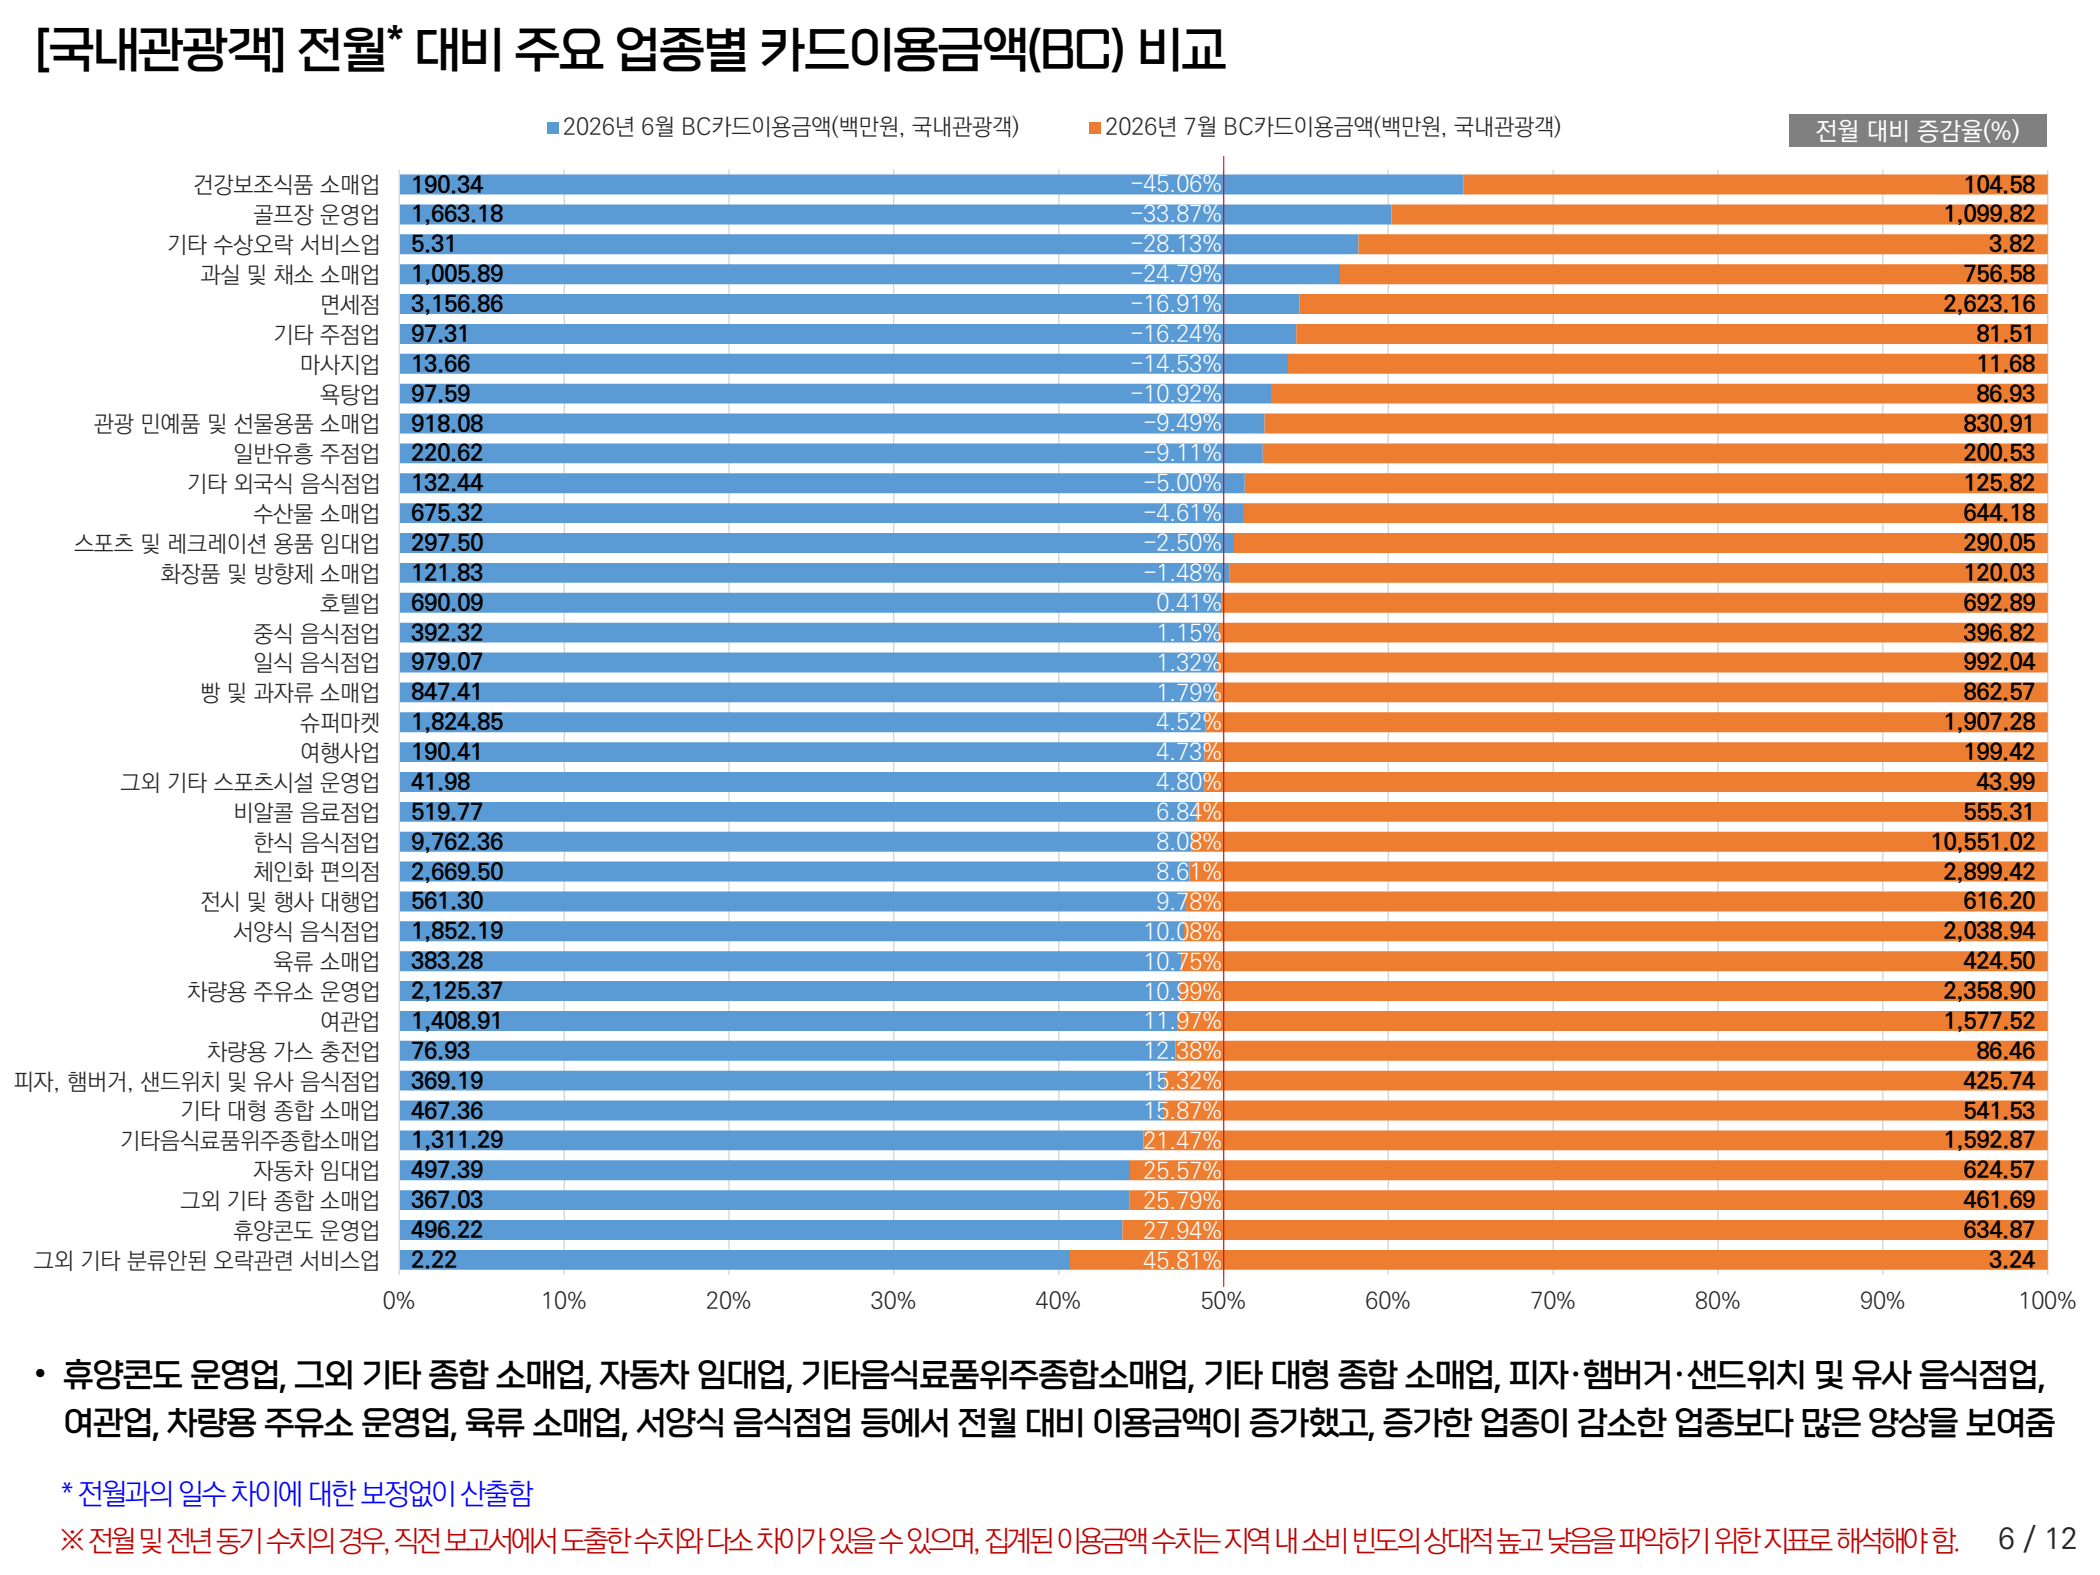 [국내관광객] 전월* 대비 주요 업종별 카드이용금액(BC) 비교
2026년 6월 BC카드이용금액(백만원, 국내관광객) 2026년 7월 BC카드이용금액(백만원, 국내관광객) 전월 대비 증감율(%)
건강보조식품 소매업 190.34 -45.06% 104.58
골프장 운영업 1,663.18 -33.87% 1,099.82
기타 수상오락 서비스업 5.31 -28.13% 3.82
과실 및 채소 소매업 1,005.89 -24.79% 756.58
면세점 3,156.86 -16.91% 2,623.16
기타 주점업 97.31 -16.24% 81.51
마사지업 13.66 -14.53% 11.68
욕탕업 97.59 -10.92% 86.93
관광 민예품 및 선물용품 소매업 918.08 -9.49% 830.91
일반유흥 주점업 220.62 -9.11% 200.53
기타 외국식 음식점업 132.44 -5.00% 125.82
수산물 소매업 675.32 -4.61% 644.18
스포츠 및 레크레이션 용품 임대업 297.50 -2.50% 290.05
화장품 및 방향제 소매업 121.83 -1.48% 120.03
호텔업 690.09 0.41% 692.89
중식 음식점업 392.32 1.15% 396.82
일식 음식점업 979.07 1.32% 992.04
빵 및 과자류 소매업 847.41 1.79% 862.57
슈퍼마켓 1,824.85 4.52% 1,907.28
여행사업 190.41 4.73% 199.42
그외 기타 스포츠시설 운영업 41.98 4.80% 43.99
비알콜 음료점업 519.77 6.84% 555.31
한식 음식점업 9,762.36 8.08% 10,551.02
체인화 편의점 2,669.50 8.61% 2,899.42
전시 및 행사 대행업 561.30 9.78% 616.20
서양식 음식점업 1,852.19 10.08% 2,038.94
육류 소매업 383.28 10.75% 424.50
차량용 주유소 운영업 2,125.37 10.99% 2,358.90
여관업 1,408.91 11.97% 1,577.52
차량용 가스 충전업 76.93 12.38% 86.46
피자, 햄버거, 샌드위치 및 유사 음식점업 369.19 15.32% 425.74
기타 대형 종합 소매업 467.36 15.87% 541.53
기타음식료품위주종합소매업 1,311.29 21.47% 1,592.87
자동차 임대업 497.39 25.57% 624.57
그외 기타 종합 소매업 367.03 25.79% 461.69
휴양콘도 운영업 496.22 27.94% 634.87
그외 기타 분류안된 오락관련 서비스업 2.22 45.81% 3.24
0% 10% 20% 30% 40% 50% 60% 70% 80% 90% 100%
• 휴양콘도 운영업, 그외 기타 종합 소매업, 자동차 임대업, 기타음식료품위주종합소매업, 기타 대형 종합 소매업, 피자·햄버거·샌드위치 및 유사 음식점업,
여관업, 차량용 주유소 운영업, 육류 소매업, 서양식 음식점업 등에서 전월 대비 이용금액이 증가했고, 증가한 업종이 감소한 업종보다 많은 양상을 보여줌
* 전월과의 일수 차이에 대한 보정없이 산출함
※ 전월 및 전년 동기 수치의 경우, 직전 보고서에서 도출한 수치와 다소 차이가 있을 수 있으며, 집계된 이용금액 수치는 지역 내 소비 빈도의 상대적 높고 낮음을 파악하기 위한 지표로 해석해야 함. 6 / 12